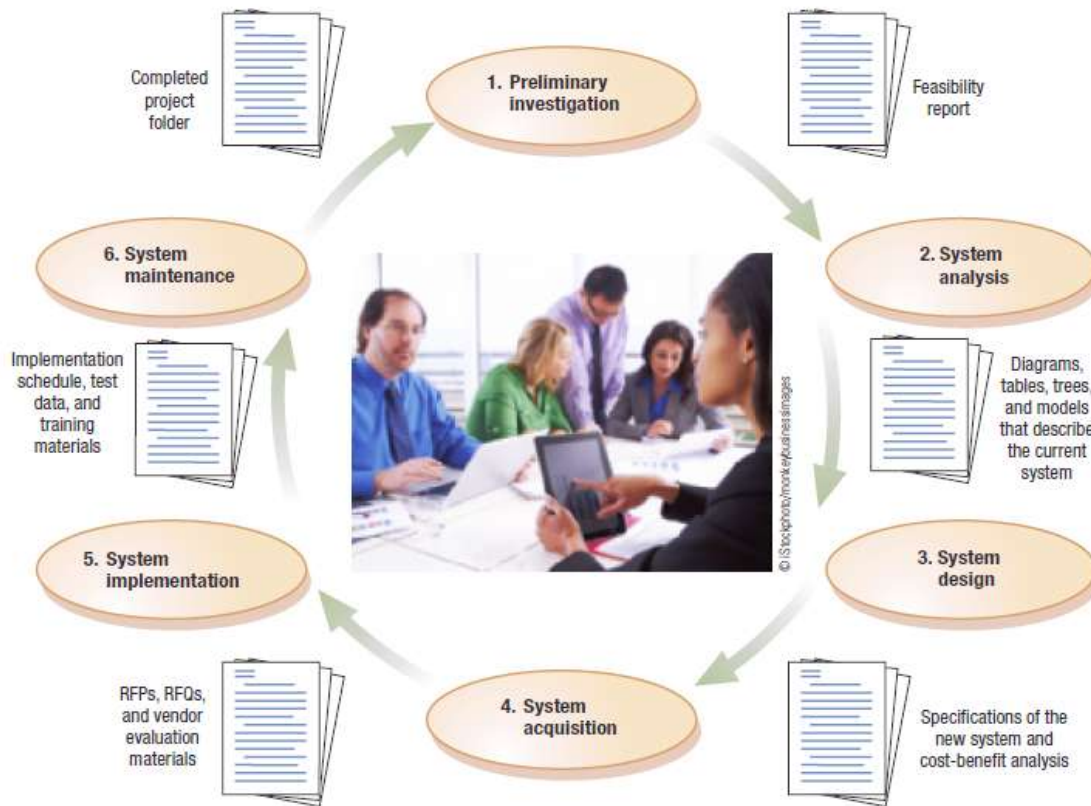 Completed
project
folder
1. Preliminary
investigation
Feasibility
report
6. System
maintenance
2. System
analysis
Implementation
schedule, test
data, and
training
materials
Diagrams,
tables, trees,
and models
that describe
the current
system
© iStockphoto/monkeybusinessimages
5. System
implementation
3. System
design
RFPs, RFQs,
and vendor
evaluation
materials
4. System
acquisition
Specifications of the
new system and
cost-benefit analysis